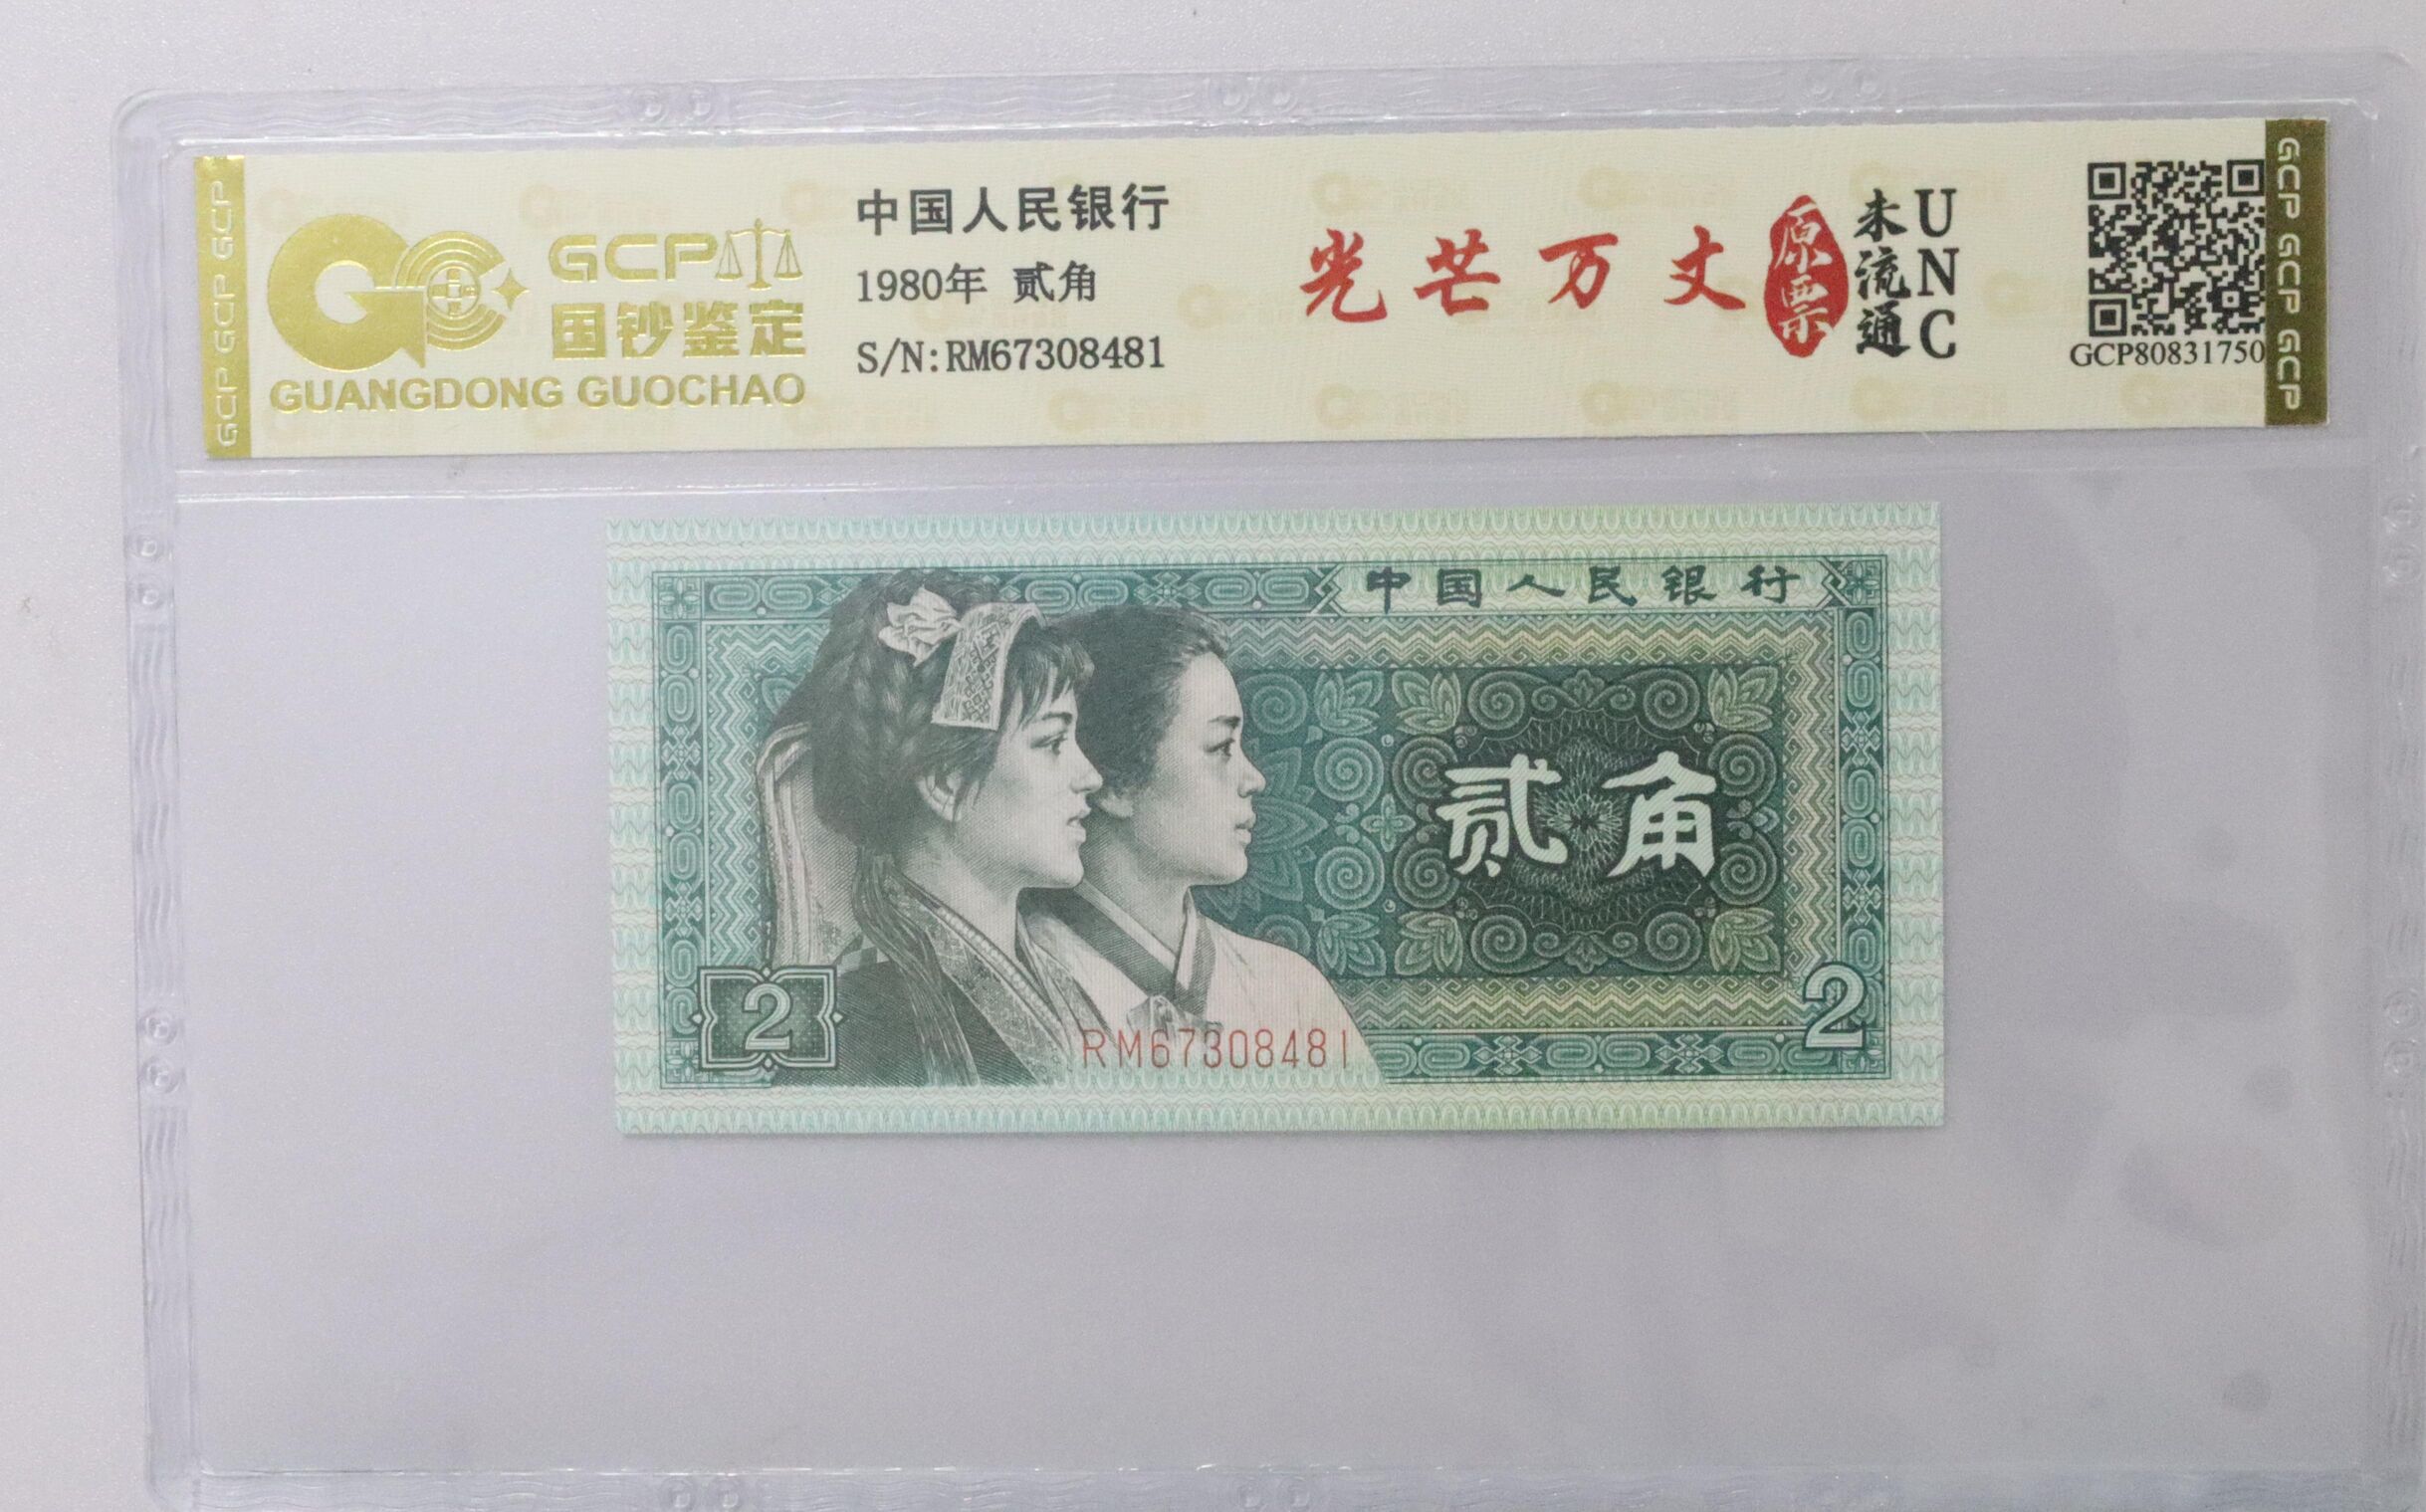 GCP GCP GCP
GCP
国钞鉴定
GUANGDONG GUOCHAO
中国人民银行
1980年 贰角
S/N:RM67308481
光芒万丈
原票
未流通
UNC
GCP80831750
GCP GCP GCP
中国人民银行
贰角
2
2
RM67308481